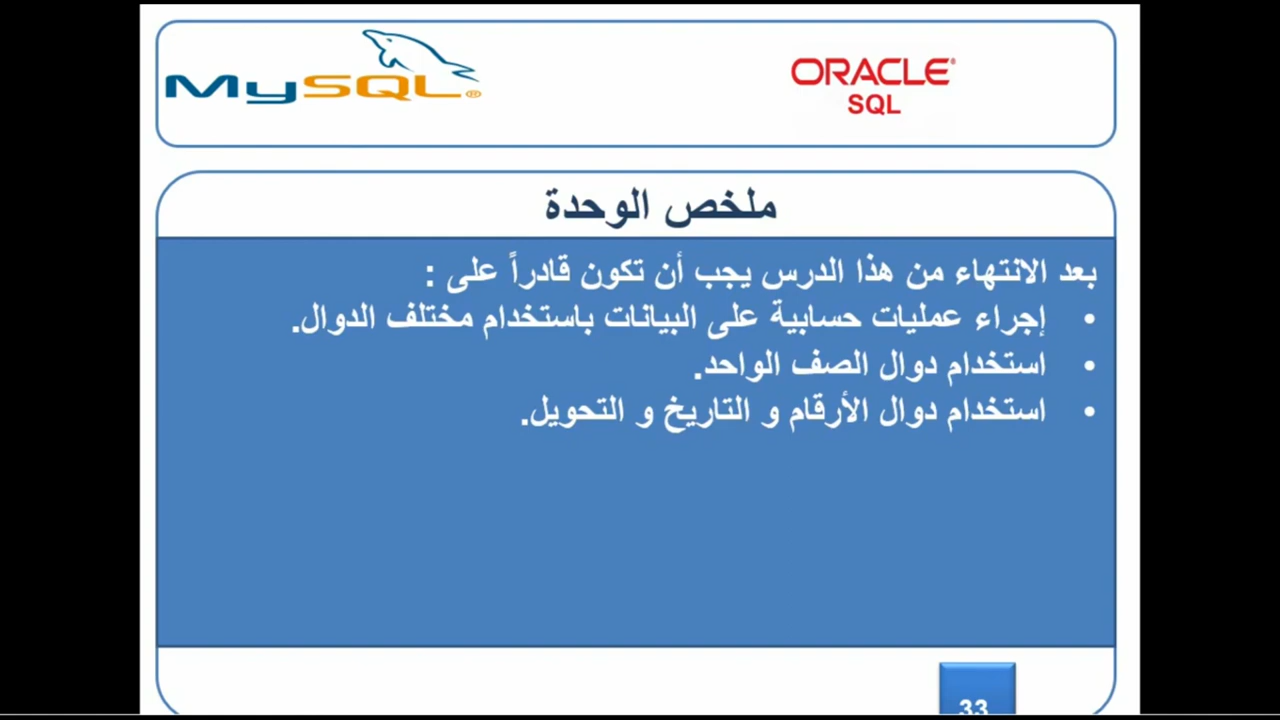 MySQL®
ORACLE®
SQL
ملخص الوحدة
بعد الانتهاء من هذا الدرس يجب أن تكون قادراً على :
• إجراء عمليات حسابية على البيانات باستخدام مختلف الدوال.
• استخدام دوال الصف الواحد.
• استخدام دوال الأرقام و التاريخ و التحويل.
33